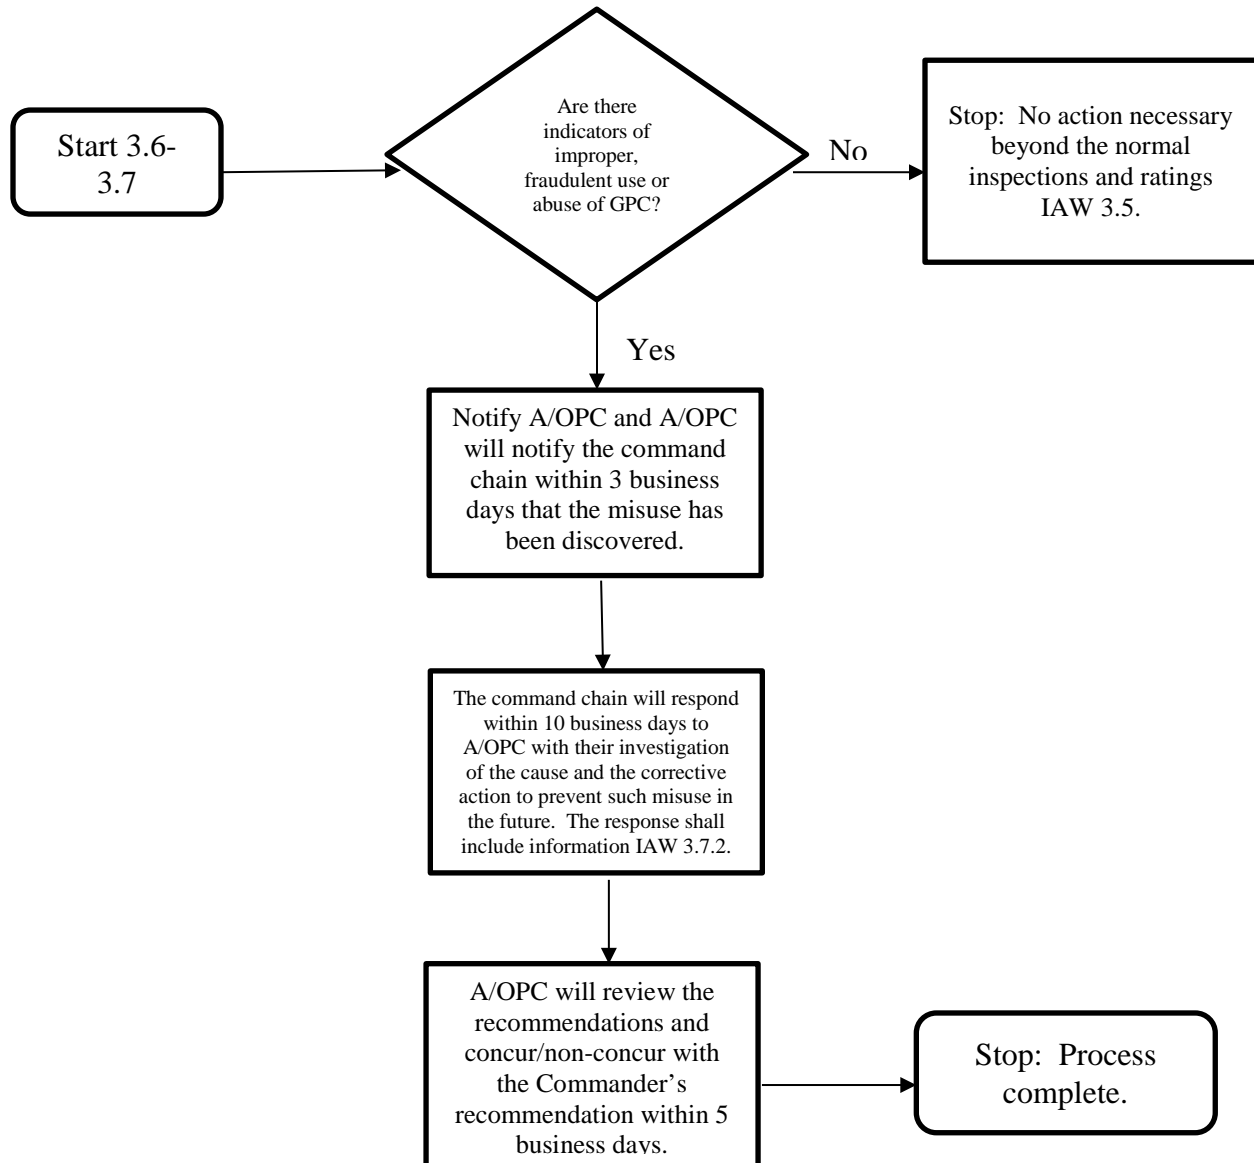 Start 3.6-
3.7
Are there
indicators of
improper,
fraudulent use or
abuse of GPC?
No
Stop:  No action necessary
beyond the normal
inspections and ratings
IAW 3.5.
Yes
Notify A/OPC and A/OPC
will notify the command
chain within 3 business
days that the misuse has
been discovered.
The command chain will respond
within 10 business days to
A/OPC with their investigation
of the cause and the corrective
action to prevent such misuse in
the future.  The response shall
include information IAW 3.7.2.
A/OPC will review the
recommendations and
concur/non-concur with
the Commander’s
recommendation within 5
business days.
Stop:  Process
complete.